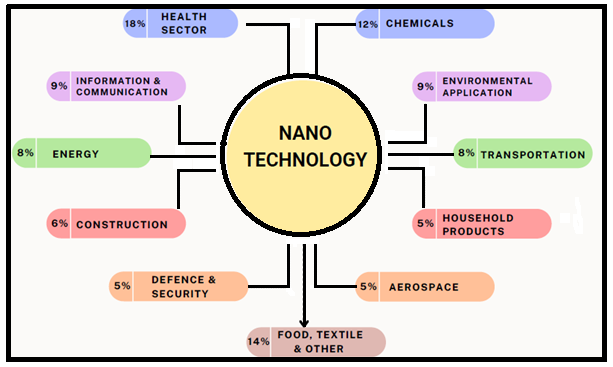 18% HEALTH
SECTOR
12% CHEMICALS
9% INFORMATION &
COMMUNICATION
9% ENVIRONMENTAL
APPLICATION
NANO
TECHNOLOGY
8% ENERGY
8% TRANSPORTATION
6% CONSTRUCTION
5% HOUSEHOLD
PRODUCTS
5% DEFENCE &
SECURITY
5% AEROSPACE
14% FOOD, TEXTILE
& OTHER